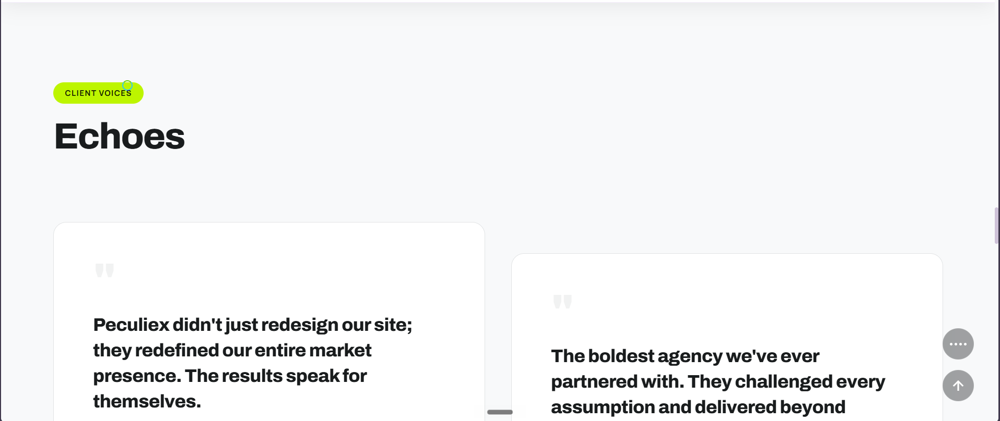 CLIENT VOICES
Echoes
"
Peculiex didn't just redesign our site;
they redefined our entire market
presence. The results speak for
themselves.
"
The boldest agency we've ever
partnered with. They challenged every
assumption and delivered beyond